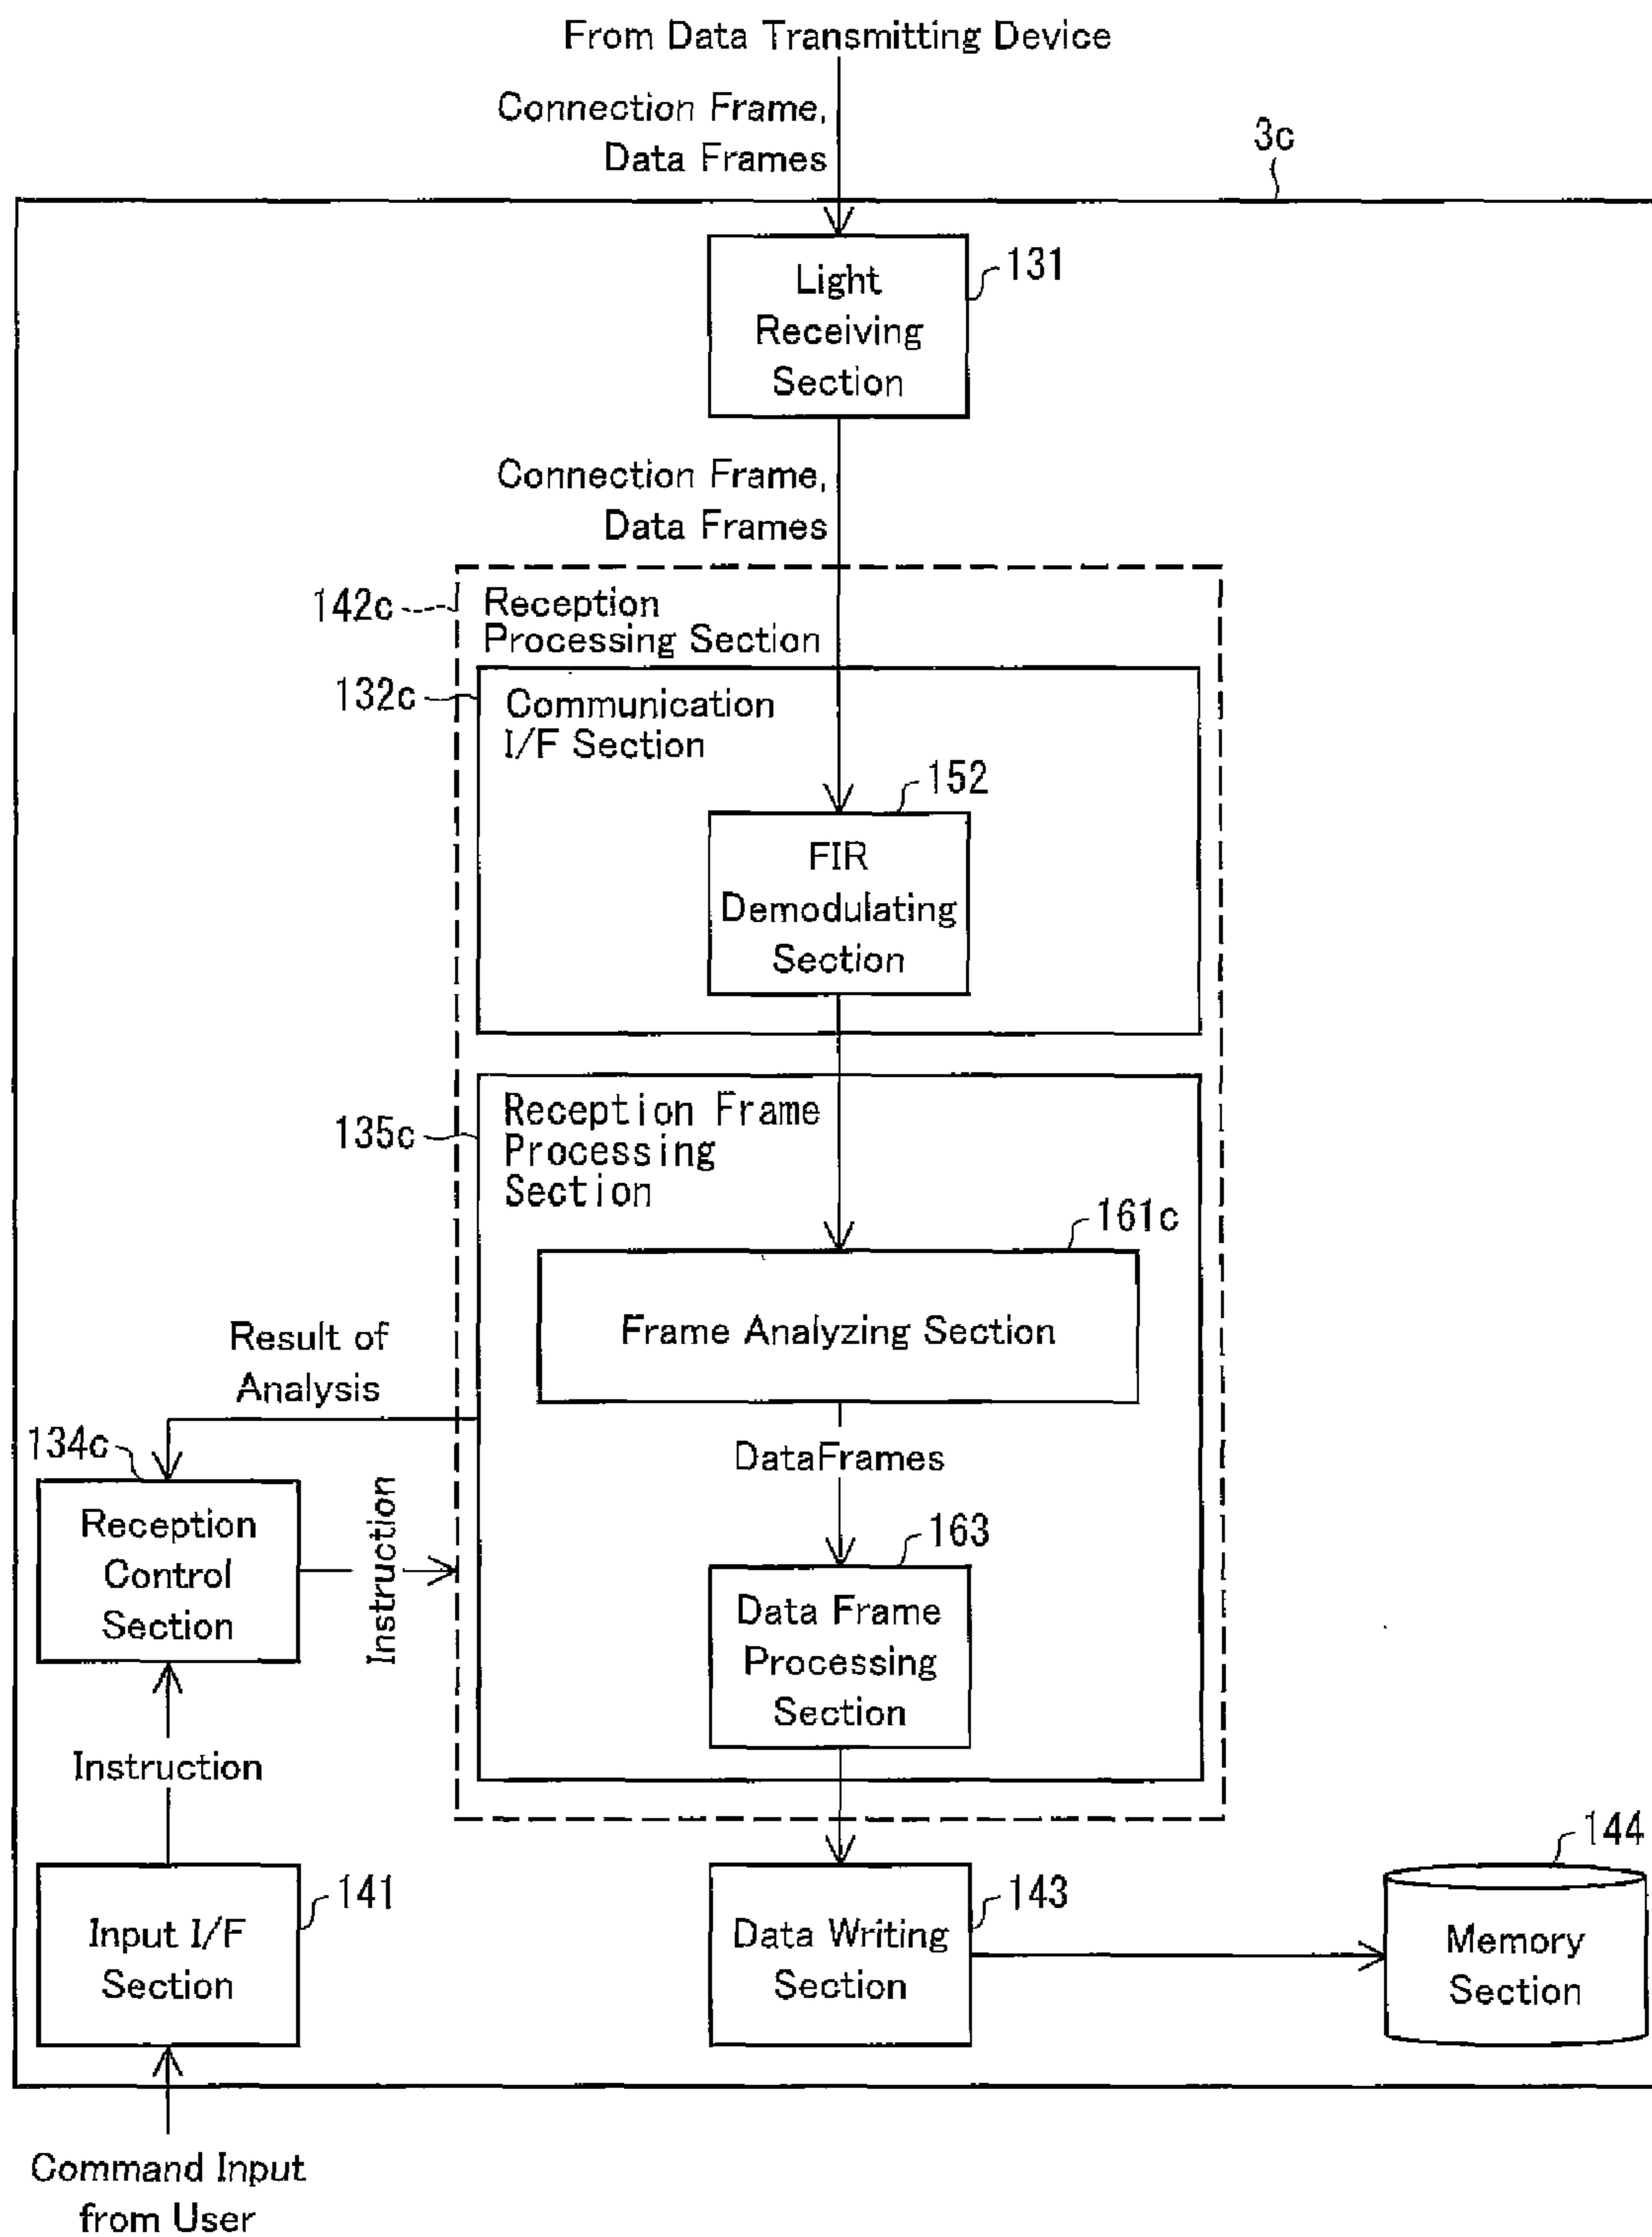 From Data Transmitting Device
Connection Frame,
Data Frames
3c
Light
Receiving
Section
131
Connection Frame,
Data Frames
142c
Reception
Processing Section
132c
Communication
I/F Section
152
FIR
Demodulating
Section
135c
Reception Frame
Processing
Section
161c
Frame Analyzing Section
Result of
Analysis
DataFrames
134c
Reception
Control
Section
Instruction
163
Data Frame
Processing
Section
Instruction
141
Input I/F
Section
143
Data Writing
Section
144
Memory
Section
Command Input
from User